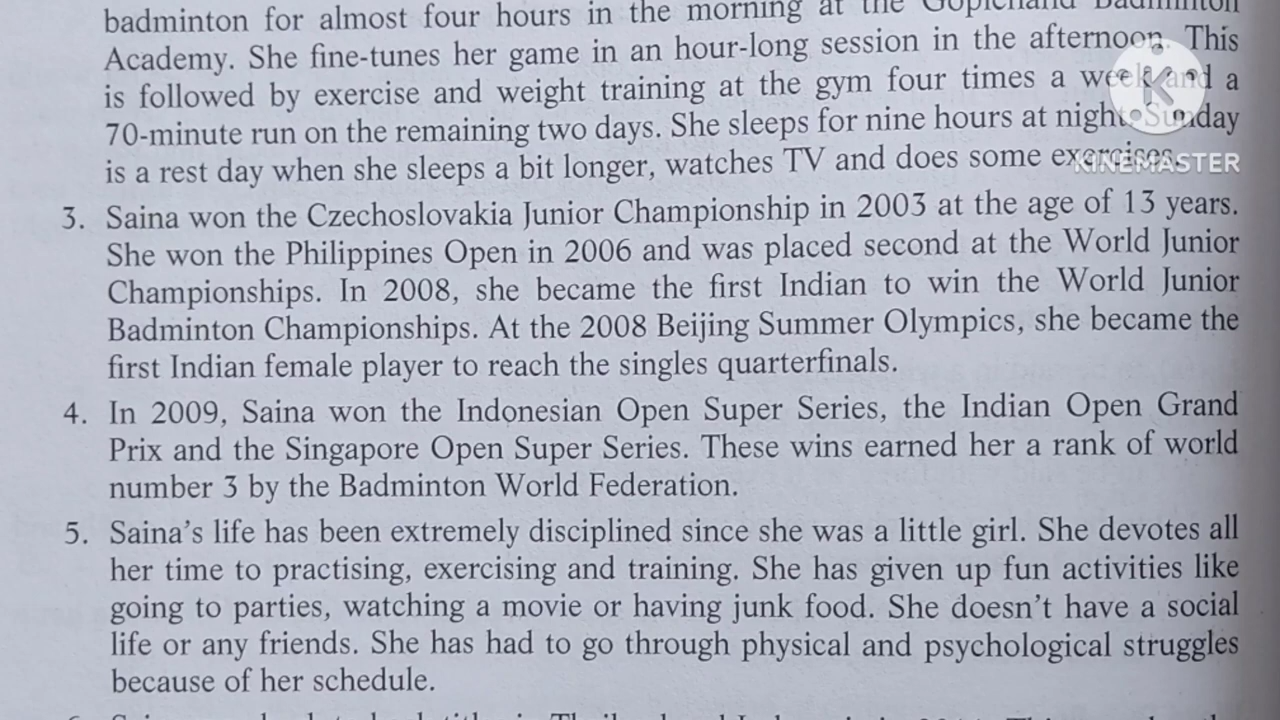 badminton for almost four hours in the morning at the Gopichand Badminton
Academy. She fine-tunes her game in an hour-long session in the afternoon. This
is followed by exercise and weight training at the gym four times a week and a
70-minute run on the remaining two days. She sleeps for nine hours at night. Sunday
is a rest day when she sleeps a bit longer, watches TV and does some exercises.
KINEMASTER
3. Saina won the Czechoslovakia Junior Championship in 2003 at the age of 13 years.
She won the Philippines Open in 2006 and was placed second at the World Junior
Championships. In 2008, she became the first Indian to win the World Junior
Badminton Championships. At the 2008 Beijing Summer Olympics, she became the
first Indian female player to reach the singles quarterfinals.
4. In 2009, Saina won the Indonesian Open Super Series, the Indian Open Grand
Prix and the Singapore Open Super Series. These wins earned her a rank of world
number 3 by the Badminton World Federation.
5. Saina's life has been extremely disciplined since she was a little girl. She devotes all
her time to practising, exercising and training. She has given up fun activities like
going to parties, watching a movie or having junk food. She doesn't have a social
life or any friends. She has had to go through physical and psychological struggles
because of her schedule.